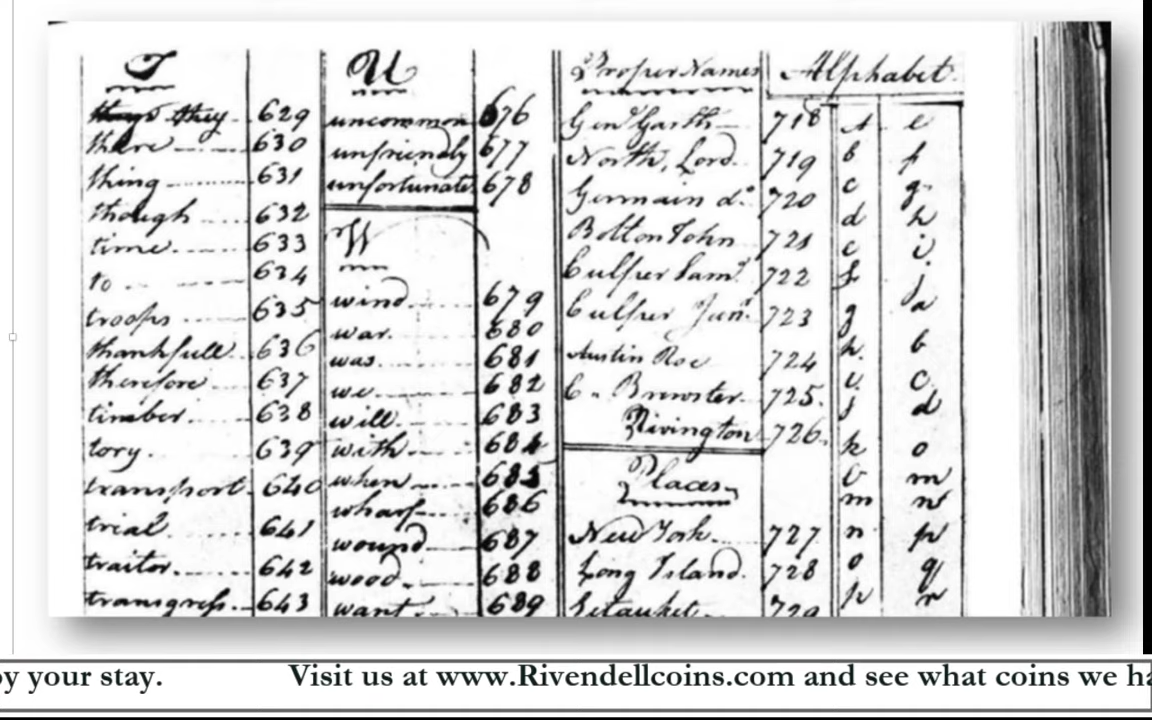 T
they 629
there 630
thing 631
though 632
time 633
to 634
troops 635
thankfull 636
therefore 637
timber 638
tory 639
transport 640
trial 641
traitor 642
transgress 643
U
uncommon 676
unfriendly 677
unfortunate 678
W
wind 679
war 680
was 681
we 682
will 683
with 684
when 685
wharf 686
wound 687
wood 688
want 689
Proper Names
Genl Garth 718
North, Lord 719
Germain do 720
Bolton John 721
Culper Saml 722
Culper Junr 723
Austin Roe 724
C. Brewster 725
Rivington 726
Places
New York 727
Long Island 728
Setauket 729
Alphabet
a e
b f
c g
d h
e i
f j
g a
h b
i c
j d
k o
l m
m n
n p
o q
p r
y your stay. Visit us at www.Rivendellcoins.com and see what coins we ha